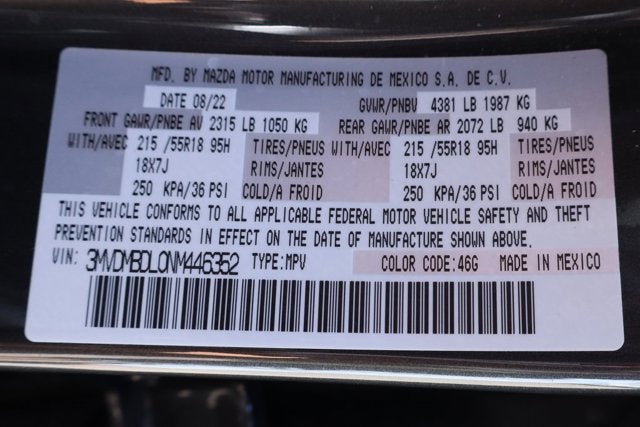 MFD. BY MAZDA MOTOR MANUFACTURING DE MEXICO S.A. DE C.V.
DATE 08/22 GVWR/PNBV 4381 LB 1987 KG
FRONT GAWR/PNBE AV 2315 LB 1050 KG REAR GAWR/PNBE AR 2072 LB 940 KG
WITH/AVEC 215 /55R18 95H TIRES/PNEUS WITH/AVEC 215 /55R18 95H TIRES/PNEUS
18X7J RIMS/JANTES 18X7J RIMS/JANTES
250 KPA/36 PSI COLD/A FROID 250 KPA/36 PSI COLD/A FROID
THIS VEHICLE CONFORMS TO ALL APPLICABLE FEDERAL MOTOR VEHICLE SAFETY AND THEFT
PREVENTION STANDARDS IN EFFECT ON THE DATE OF MANUFACTURE SHOWN ABOVE.
VIN: 3MVDMBDL0NM446352 TYPE:MPV COLOR CODE:46G MADE IN MEXICO